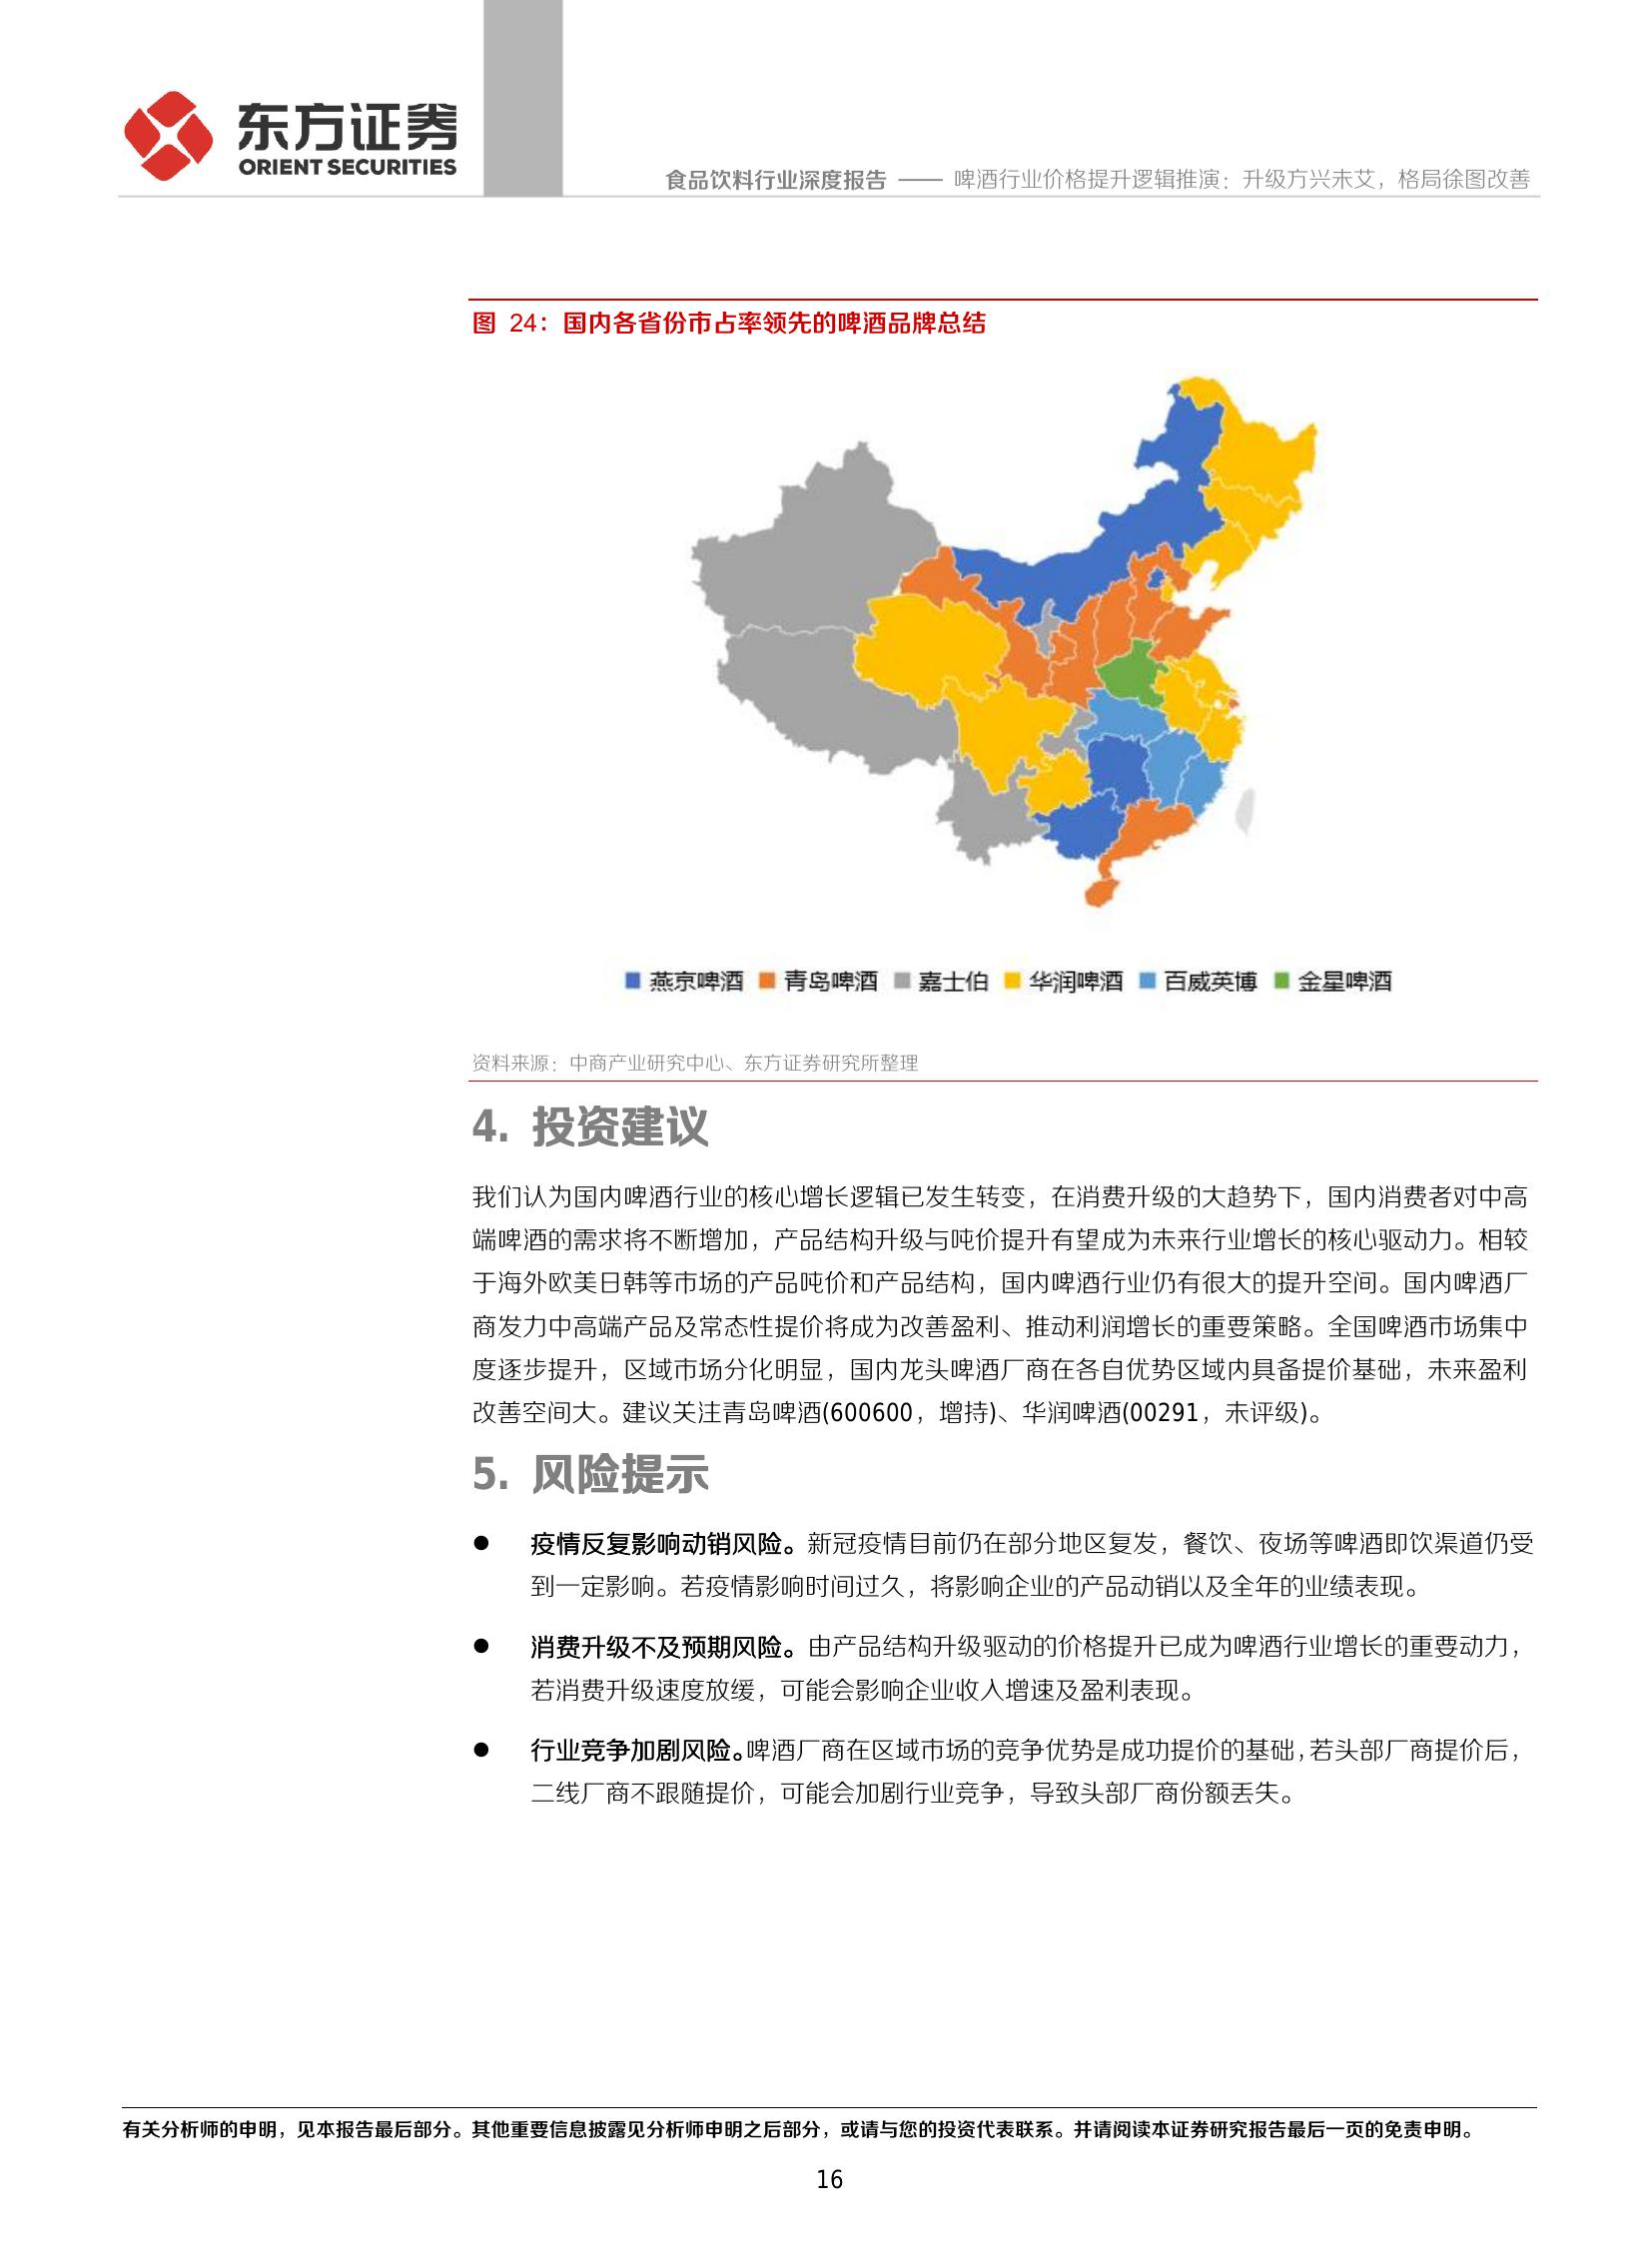 东方证券
ORIENT SECURITIES
食品饮料行业深度报告 —— 啤酒行业价格提升逻辑推演：升级方兴未艾，格局徐图改善
图 24：国内各省份市占率领先的啤酒品牌总结
燕京啤酒 青岛啤酒 嘉士伯 华润啤酒 百威英博 金星啤酒
资料来源：中商产业研究中心、东方证券研究所整理
4. 投资建议
我们认为国内啤酒行业的核心增长逻辑已发生转变，在消费升级的大趋势下，国内消费者对中高
端啤酒的需求将不断增加，产品结构升级与吨价提升有望成为未来行业增长的核心驱动力。相较
于海外欧美日韩等市场的产品吨价和产品结构，国内啤酒行业仍有很大的提升空间。国内啤酒厂
商发力中高端产品及常态性提价将成为改善盈利、推动利润增长的重要策略。全国啤酒市场集中
度逐步提升，区域市场分化明显，国内龙头啤酒厂商在各自优势区域内具备提价基础，未来盈利
改善空间大。建议关注青岛啤酒(600600，增持)、华润啤酒(00291，未评级)。
5. 风险提示
● 疫情反复影响动销风险。新冠疫情目前仍在部分地区复发，餐饮、夜场等啤酒即饮渠道仍受
到一定影响。若疫情影响时间过久，将影响企业的产品动销以及全年的业绩表现。
● 消费升级不及预期风险。由产品结构升级驱动的价格提升已成为啤酒行业增长的重要动力，
若消费升级速度放缓，可能会影响企业收入增速及盈利表现。
● 行业竞争加剧风险。啤酒厂商在区域市场的竞争优势是成功提价的基础，若头部厂商提价后，
二线厂商不跟随提价，可能会加剧行业竞争，导致头部厂商份额丢失。
有关分析师的申明，见本报告最后部分。其他重要信息披露见分析师申明之后部分，或请与您的投资代表联系。并请阅读本证券研究报告最后一页的免责申明。
16